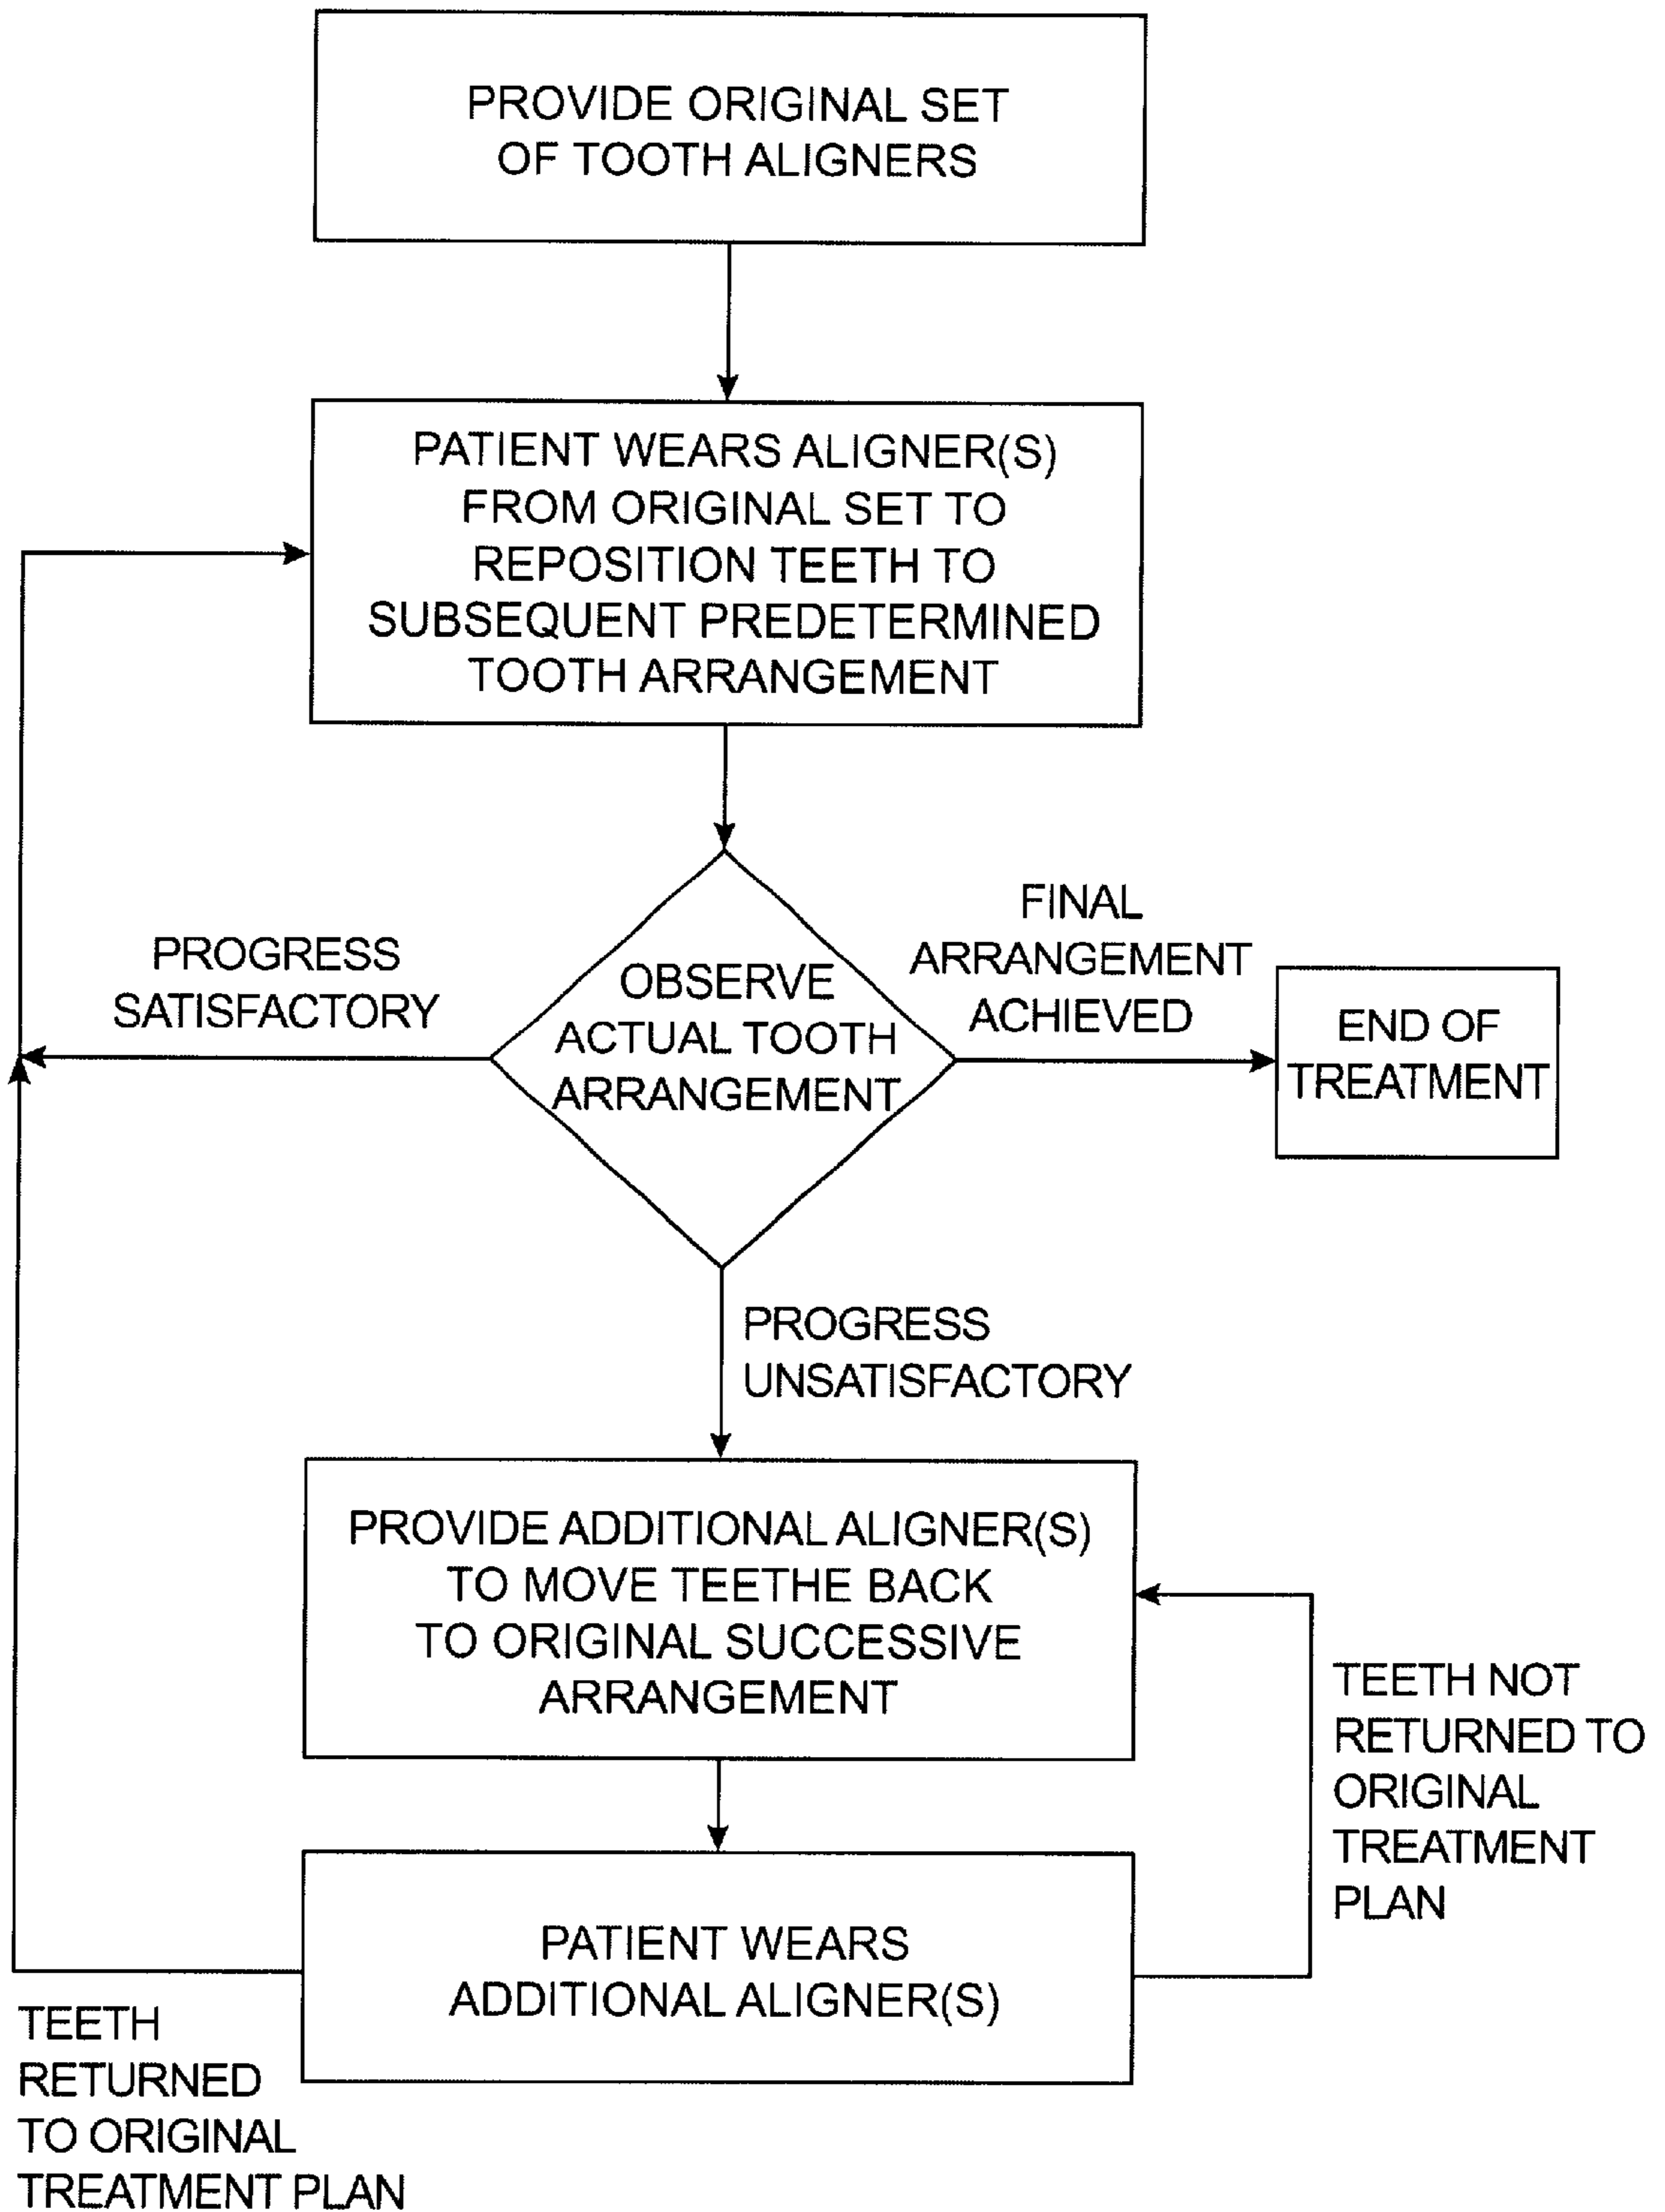 PROVIDE ORIGINAL SET
OF TOOTH ALIGNERS
PATIENT WEARS ALIGNER(S)
FROM ORIGINAL SET TO
REPOSITION TEETH TO
SUBSEQUENT PREDETERMINED
TOOTH ARRANGEMENT
PROGRESS
SATISFACTORY
OBSERVE
ACTUAL TOOTH
ARRANGEMENT
FINAL
ARRANGEMENT
ACHIEVED
END OF
TREATMENT
PROGRESS
UNSATISFACTORY
PROVIDE ADDITIONAL ALIGNER(S)
TO MOVE TEETHE BACK
TO ORIGINAL SUCCESSIVE
ARRANGEMENT
TEETH NOT
RETURNED TO
ORIGINAL
TREATMENT
PLAN
PATIENT WEARS
ADDITIONAL ALIGNER(S)
TEETH
RETURNED
TO ORIGINAL
TREATMENT PLAN